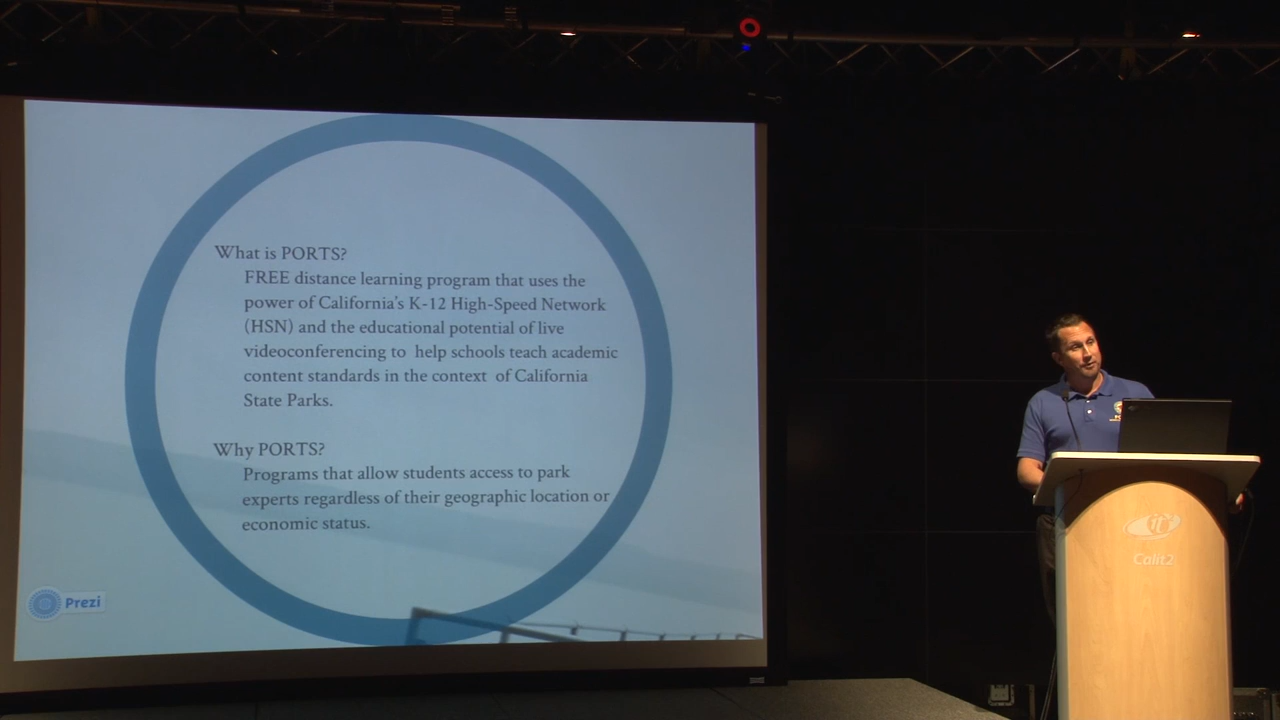 What is PORTS?
FREE distance learning program that uses the
power of California's K-12 High-Speed Network
(HSN) and the educational potential of live
videoconferencing to help schools teach academic
content standards in the context of California
State Parks.
Why PORTS?
Programs that allow students access to park
experts regardless of their geographic location or
economic status.
Prezi
Calit2